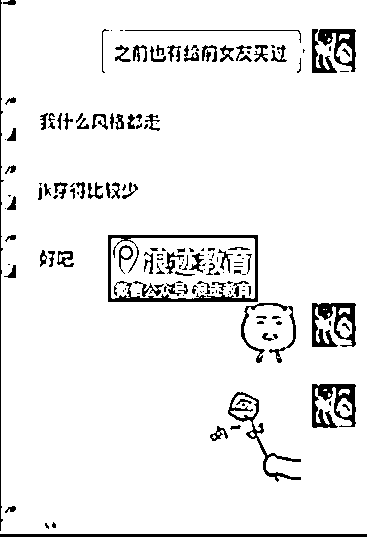 之前也有给前女友买过
我什么风格都走
jk穿得比较少
好吧
浪迹教育
微信公众号:浪迹教育